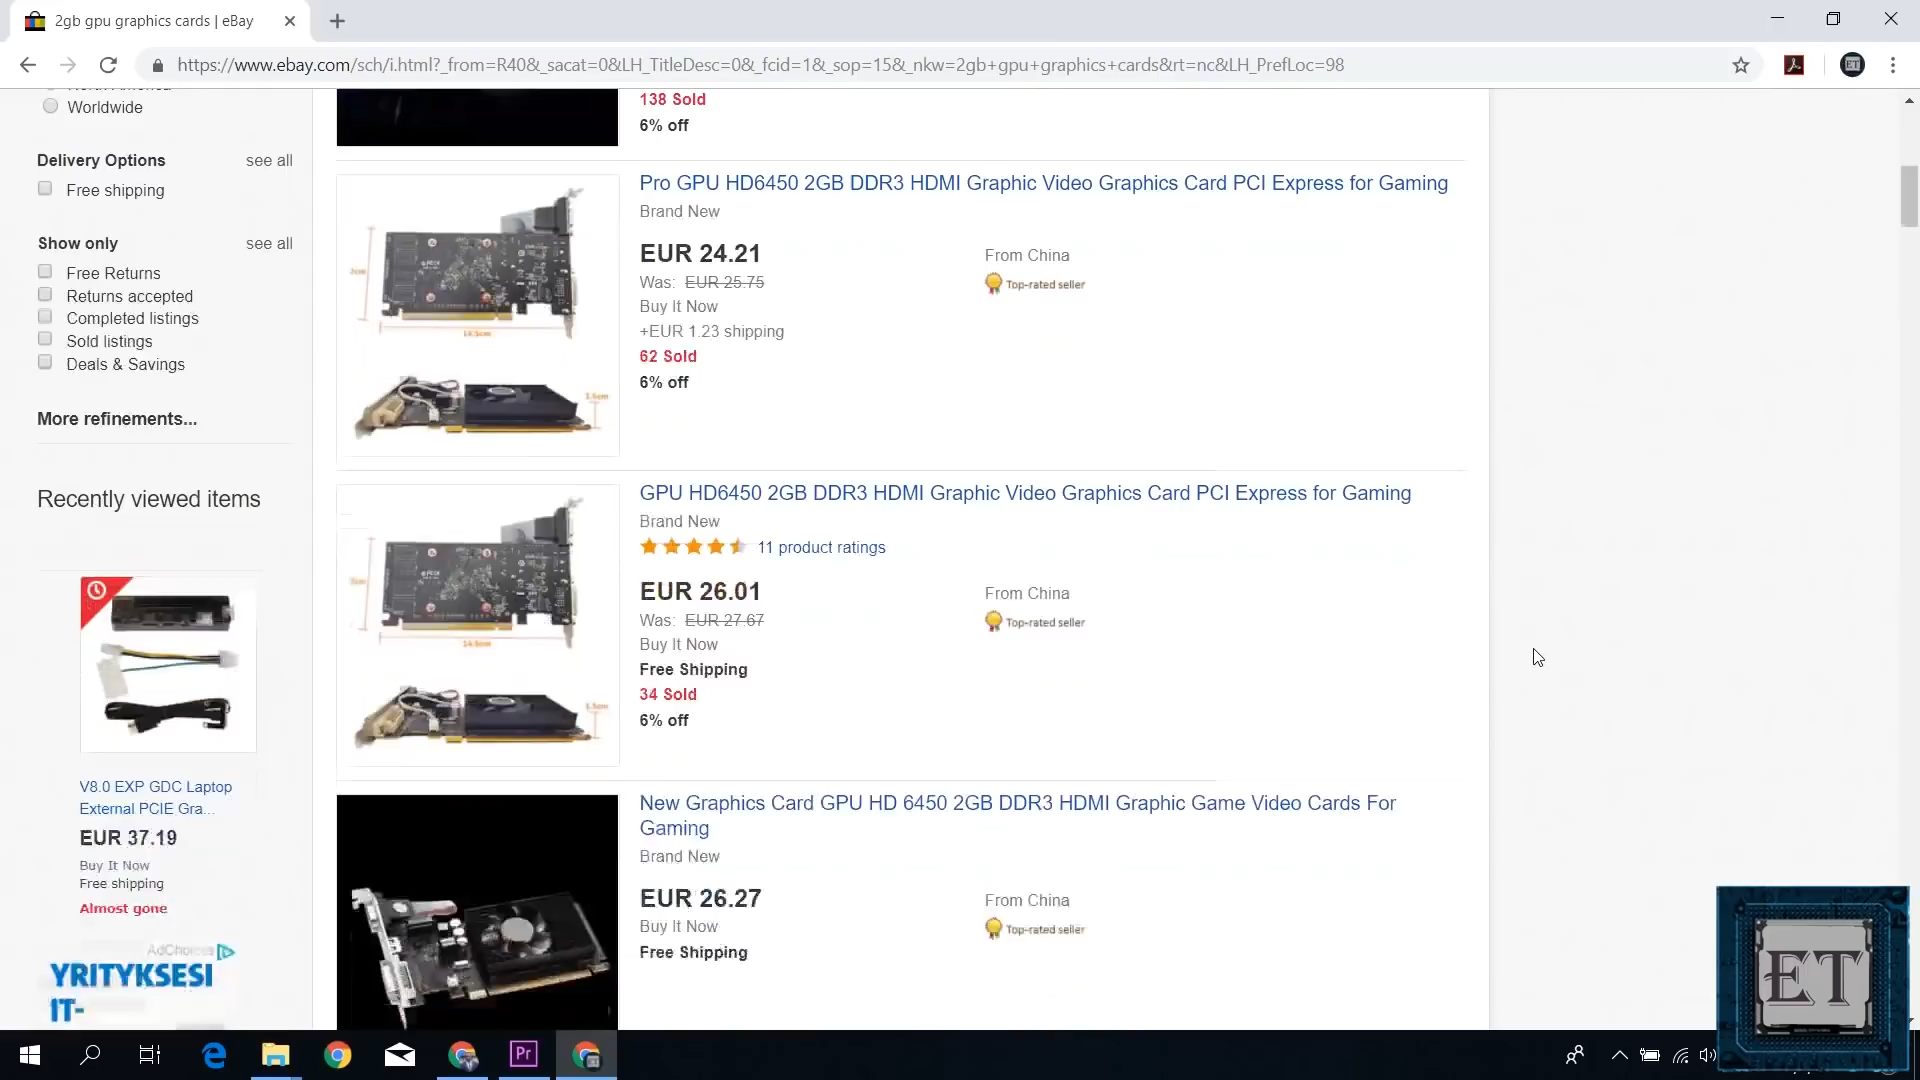 2gb gpu graphics cards | eBay
https://www.ebay.com/sch/i.html?_from=R40&_sacat=0&LH_TitleDesc=0&_fcid=1&_sop=15&_nkw=2gb+gpu+graphics+cards&rt=nc&LH_PrefLoc=98
North America
Worldwide
Delivery Options see all
Free shipping
Show only see all
Free Returns
Returns accepted
Completed listings
Sold listings
Deals & Savings
More refinements...
Recently viewed items
V8.0 EXP GDC Laptop
External PCIE Gra...
EUR 37.19
Buy It Now
Free shipping
Almost gone
AdChoices
YRITYKSESI
IT-
138 Sold
6% off
Pro GPU HD6450 2GB DDR3 HDMI Graphic Video Graphics Card PCI Express for Gaming
Brand New
EUR 24.21
From China
Was: EUR 25.75
Top-rated seller
Buy It Now
+EUR 1.23 shipping
62 Sold
6% off
GPU HD6450 2GB DDR3 HDMI Graphic Video Graphics Card PCI Express for Gaming
Brand New
11 product ratings
EUR 26.01
From China
Was: EUR 27.67
Top-rated seller
Buy It Now
Free Shipping
34 Sold
6% off
New Graphics Card GPU HD 6450 2GB DDR3 HDMI Graphic Game Video Cards For
Gaming
Brand New
EUR 26.27
From China
Buy It Now
Top-rated seller
Free Shipping
ET
Pr